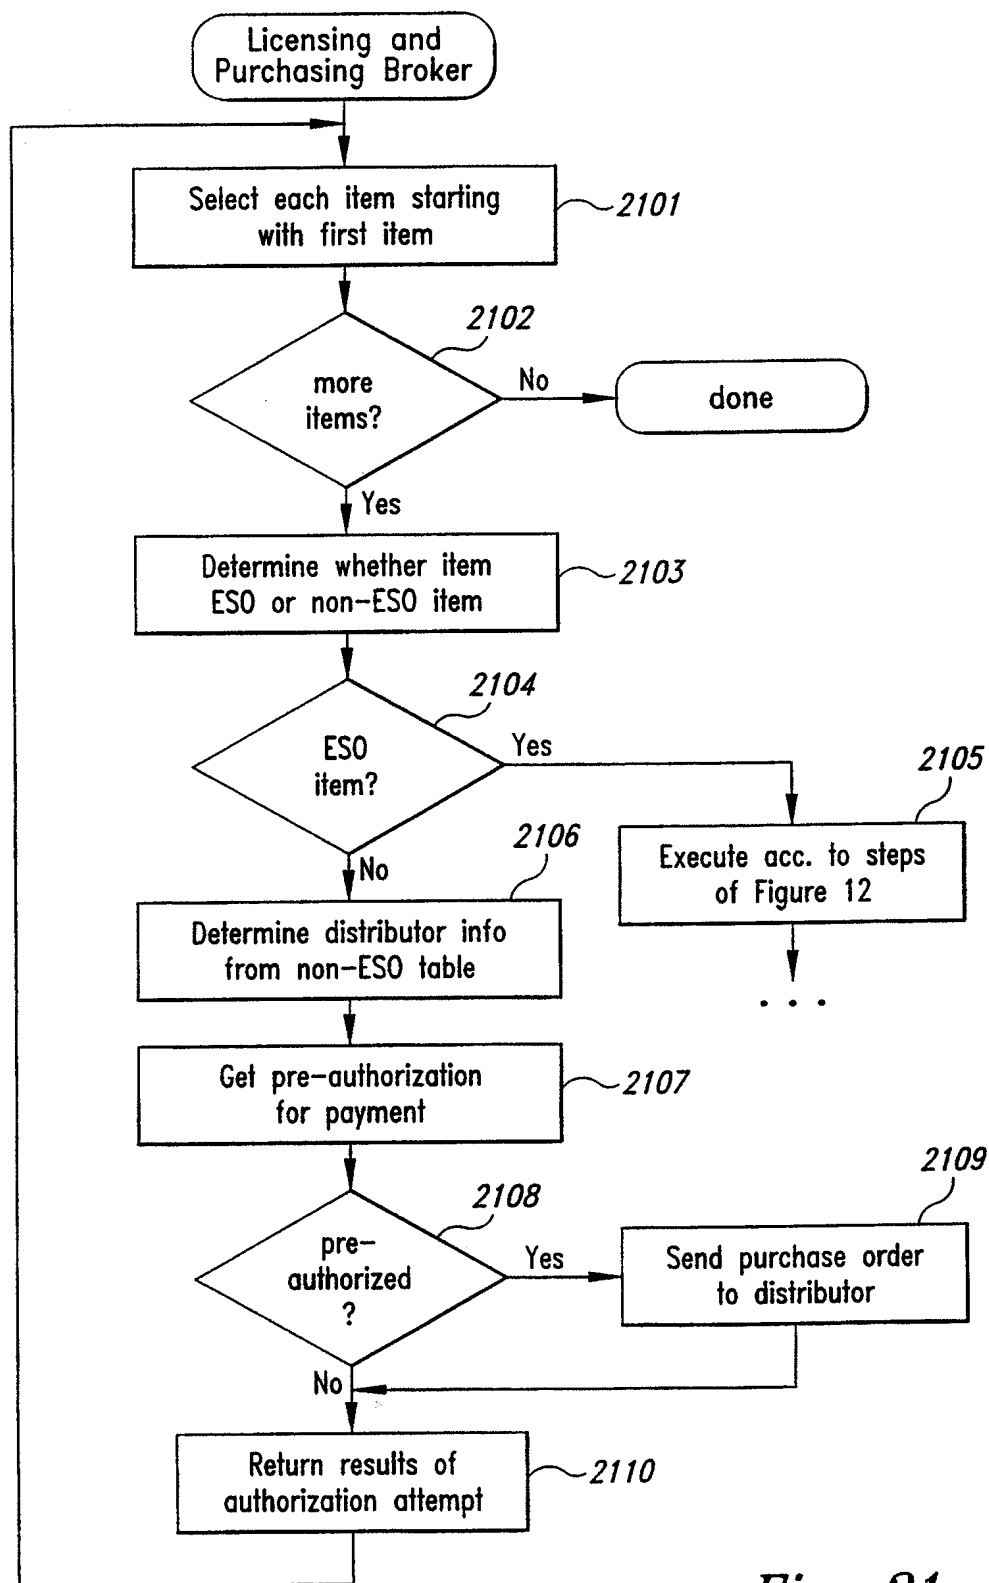 Licensing and
Purchasing Broker
Select each item starting
with first item
2101
2102
more
items?
No
done
Yes
Determine whether item
ESO or non-ESO item
2103
2104
ESO
item?
Yes
2105
Execute acc. to steps
of Figure 12
. . .
No
2106
Determine distributor info
from non-ESO table
Get pre-authorization
for payment
2107
2108
pre-
authorized
?
Yes
2109
Send purchase order
to distributor
No
Return results of
authorization attempt
2110